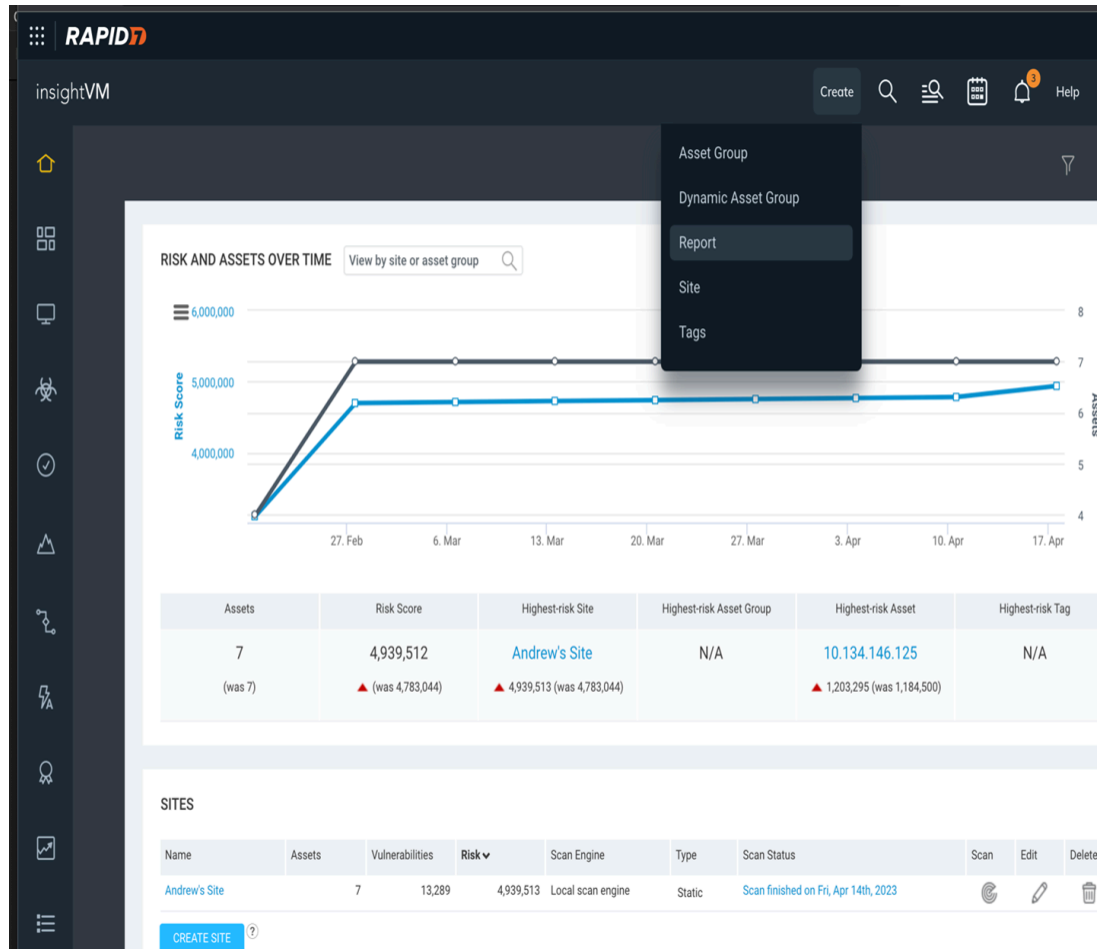 RAPID7
insightVM
Create
3
Help
Asset Group
Dynamic Asset Group
Report
Site
Tags
RISK AND ASSETS OVER TIME
View by site or asset group
6,000,000
5,000,000
4,000,000
Risk Score
8
7
6
5
4
Assets
27. Feb 6. Mar 13. Mar 20. Mar 27. Mar 3. Apr 10. Apr 17. Apr
Assets Risk Score Highest-risk Site Highest-risk Asset Group Highest-risk Asset Highest-risk Tag
7 4,939,512 Andrew's Site N/A 10.134.146.125 N/A
(was 7) (was 4,783,044) 4,939,513 (was 4,783,044) 1,203,295 (was 1,184,500)
SITES
Name Assets Vulnerabilities Risk Scan Engine Type Scan Status Scan Edit Delete
Andrew's Site 7 13,289 4,939,513 Local scan engine Static Scan finished on Fri, Apr 14th, 2023
CREATE SITE ?